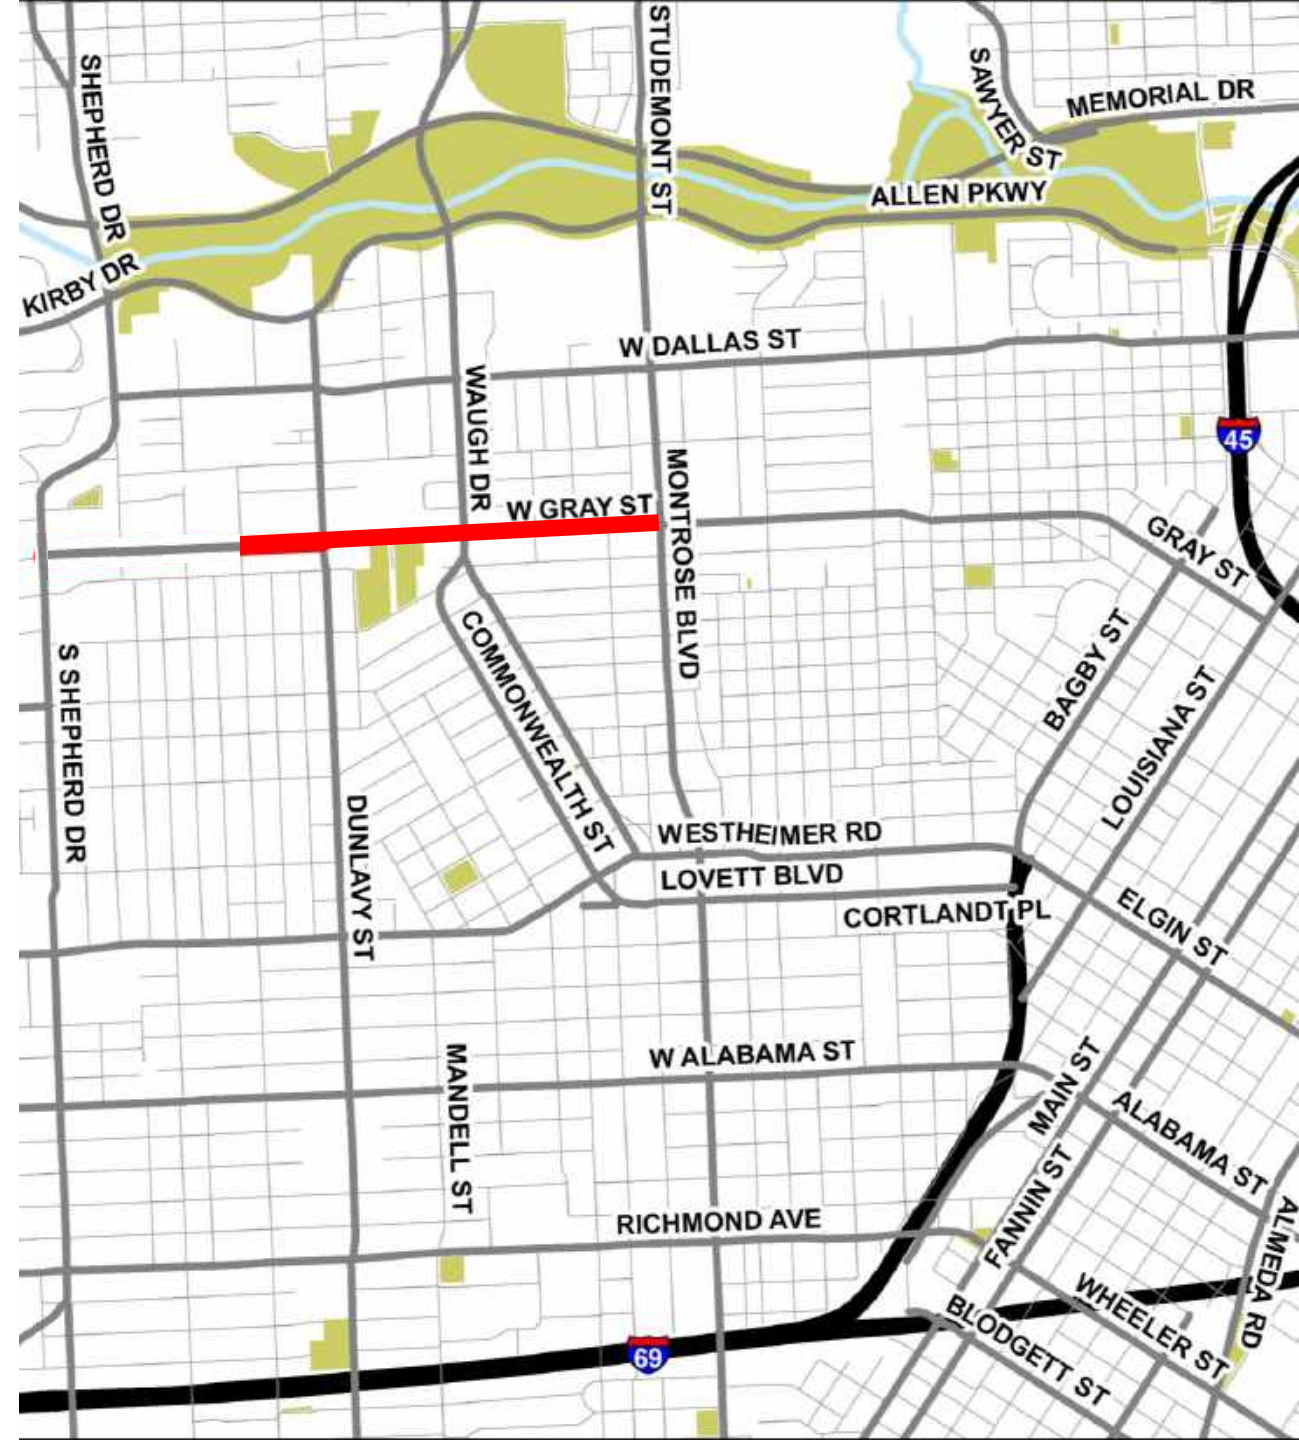 STUDEMONT ST
SHEPHERD DR
SAWYER ST
MEMORIAL DR
ALLEN PKWY
KIRBY DR
W DALLAS ST
WAUGH DR
45
MONTROSE BLVD
W GRAY ST
GRAY ST
COMMONWEALTH ST
BAGBY ST
S SHEPHERD DR
LOUISIANA ST
DUNLAVY ST
WESTHEIMER RD
LOVETT BLVD
CORTLANDT PL
ELGIN ST
MANDELL ST
W ALABAMA ST
MAIN ST
ALABAMA ST
FANNIN ST
RICHMOND AVE
ALMEDA RD
WHEELER ST
BLODGETT ST
69